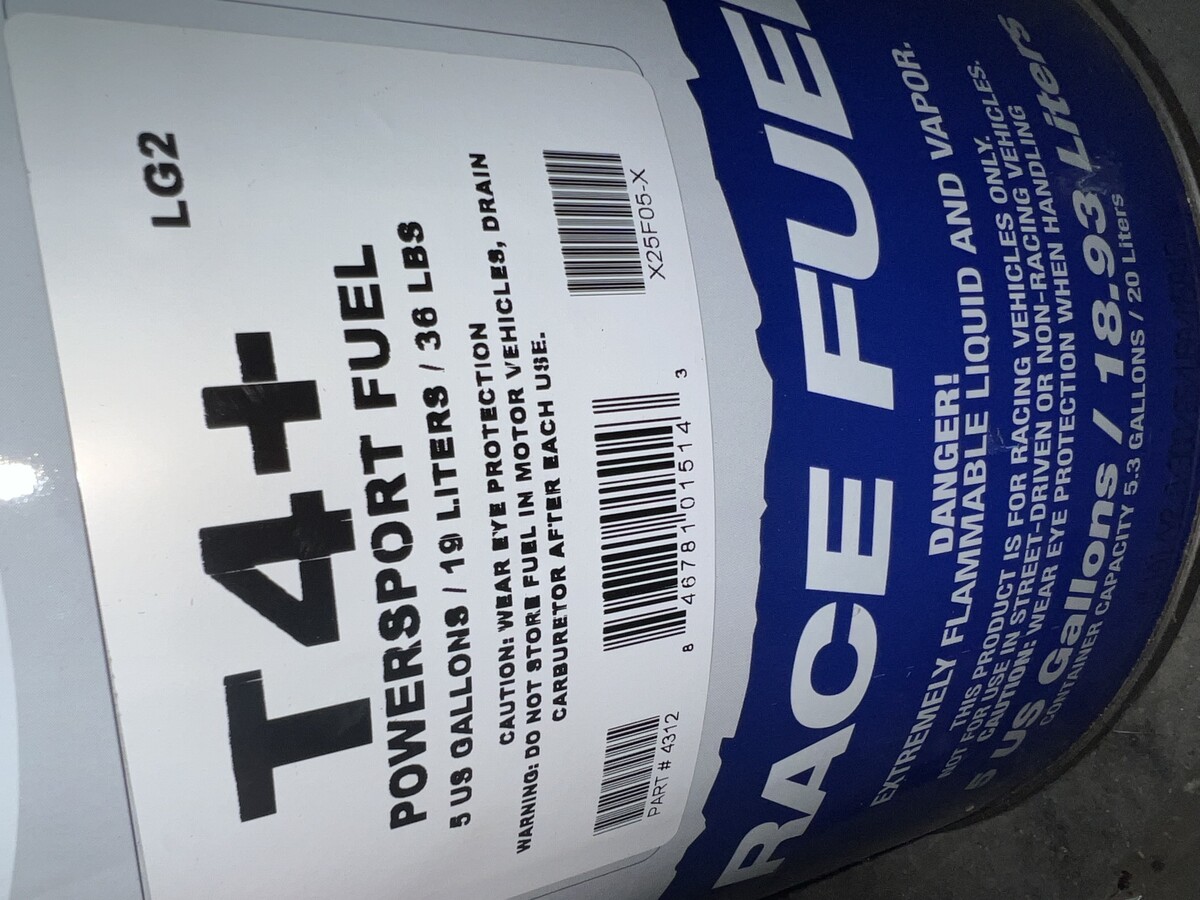 LG2
T4+
POWERSPORT FUEL
5 US GALLONS / 19 LITERS / 36 LBS
CAUTION: WEAR EYE PROTECTION
WARNING: DO NOT STORE FUEL IN MOTOR VEHICLES, DRAIN
CARBURETOR AFTER EACH USE.
PART # 4312
8 46781 01514 3
X25F05-X
RACE FUEL
DANGER!
EXTREMELY FLAMMABLE LIQUID AND VAPOR.
THIS PRODUCT IS FOR RACING VEHICLES ONLY.
NOT FOR USE IN STREET-DRIVEN OR NON-RACING VEHICLES.
CAUTION: WEAR EYE PROTECTION WHEN HANDLING
5 US Gallons / 18.93 Liters
CONTAINER CAPACITY 5.3 GALLONS / 20 Liters